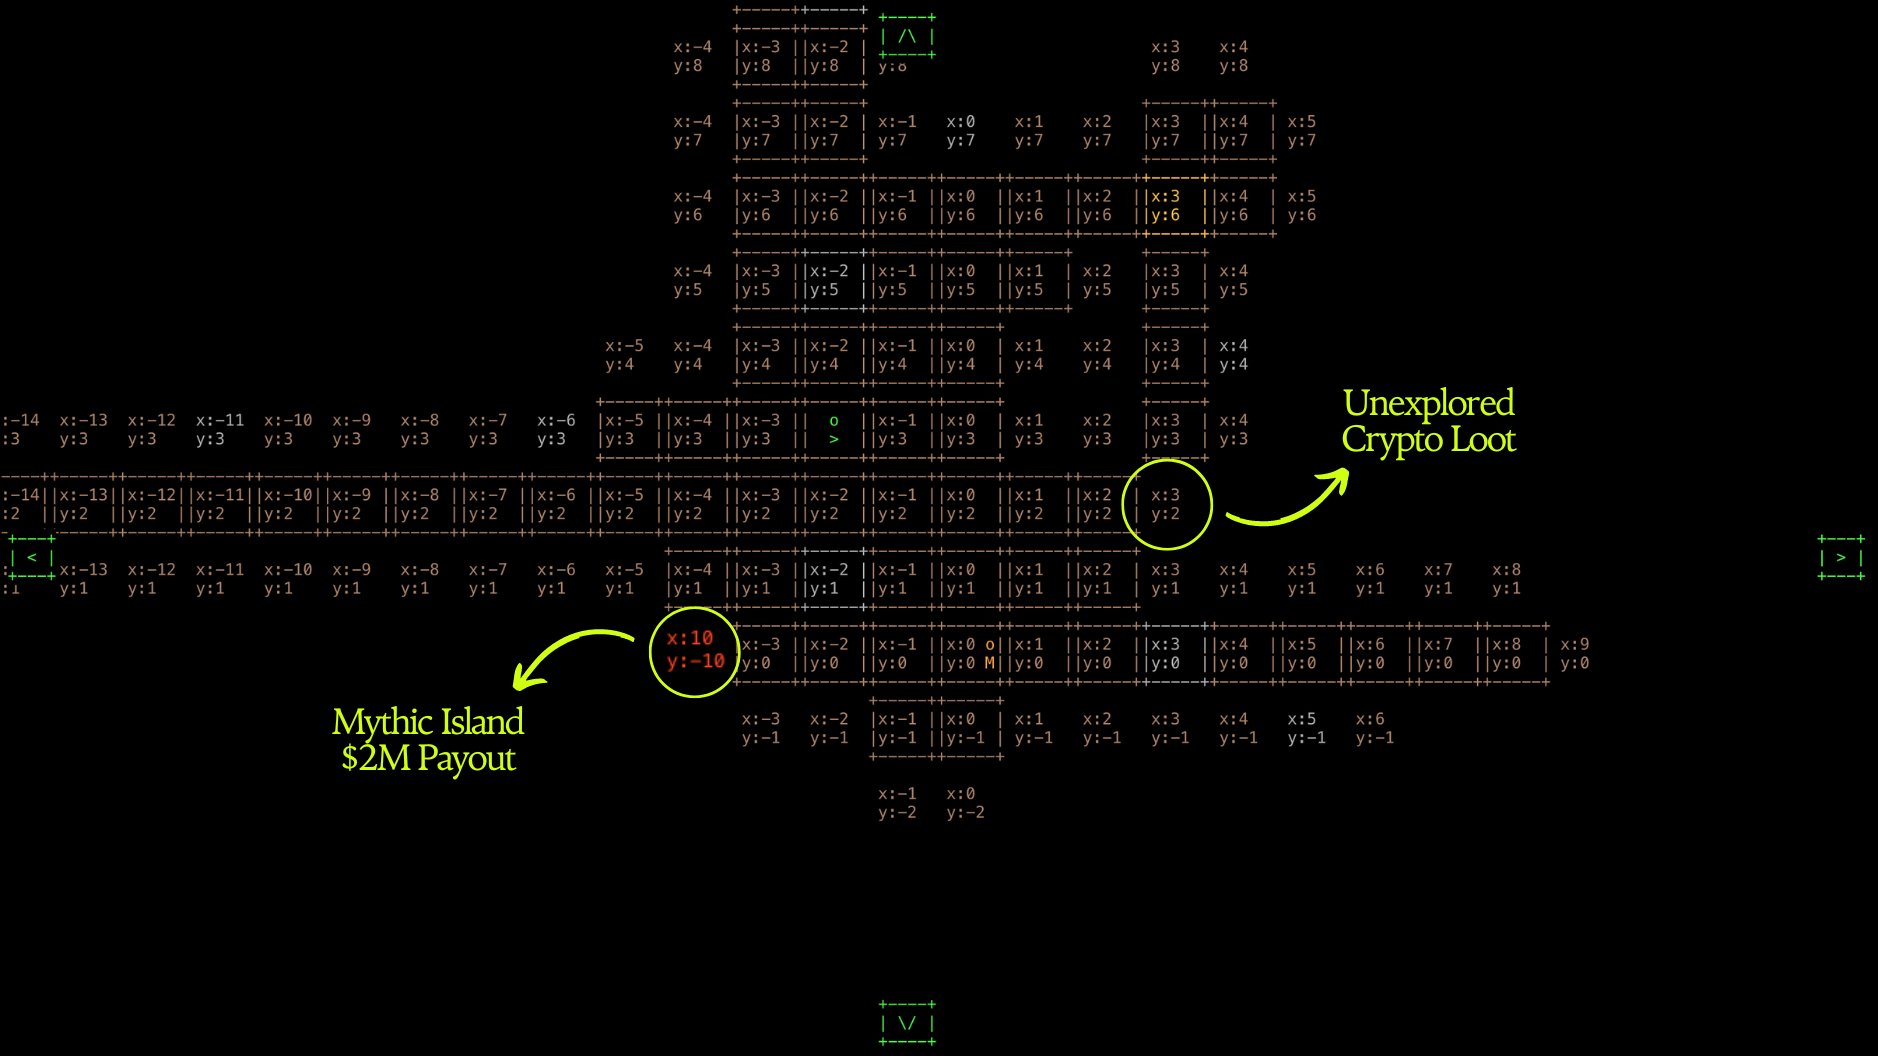 /\
x:-4 |x:-3 ||x:-2 | x:3 x:4
y:8 |y:8 ||y:8 | y:8 y:8
x:-4 |x:-3 ||x:-2 | x:-1 x:0 x:1 x:2 |x:3 ||x:4 | x:5
y:7 |y:7 ||y:7 | y:7 y:7 y:7 y:7 |y:7 ||y:7 | y:7
x:-4 |x:-3 ||x:-2 ||x:-1 ||x:0 ||x:1 ||x:2 ||x:3 ||x:4 | x:5
y:6 |y:6 ||y:6 ||y:6 ||y:6 ||y:6 ||y:6 ||y:6 ||y:6 | y:6
x:-4 |x:-3 ||x:-2 ||x:-1 ||x:0 ||x:1 | x:2 |x:3 | x:4
y:5 |y:5 ||y:5 ||y:5 ||y:5 ||y:5 | y:5 |y:5 | y:5
x:-5 x:-4 |x:-3 ||x:-2 ||x:-1 ||x:0 | x:1 x:2 |x:3 | x:4
y:4 y:4 |y:4 ||y:4 ||y:4 ||y:4 | y:4 y:4 |y:4 | y:4
:-14 x:-13 x:-12 x:-11 x:-10 x:-9 x:-8 x:-7 x:-6 |x:-5 ||x:-4 ||x:-3 || o ||x:-1 ||x:0 | x:1 x:2 |x:3 | x:4
:3 y:3 y:3 y:3 y:3 y:3 y:3 y:3 y:3 |y:3 ||y:3 ||y:3 || > ||y:3 ||y:3 | y:3 y:3 |y:3 | y:3
Unexplored
Crypto Loot
:-14||x:-13||x:-12||x:-11||x:-10||x:-9 ||x:-8 ||x:-7 ||x:-6 ||x:-5 ||x:-4 ||x:-3 ||x:-2 ||x:-1 ||x:0 ||x:1 ||x:2 | x:3
:2 ||y:2 ||y:2 ||y:2 ||y:2 ||y:2 ||y:2 ||y:2 ||y:2 ||y:2 ||y:2 ||y:2 ||y:2 ||y:2 ||y:2 ||y:2 ||y:2 | y:2
| < | | > |
x:-13 x:-12 x:-11 x:-10 x:-9 x:-8 x:-7 x:-6 x:-5 |x:-4 ||x:-3 ||x:-2 ||x:-1 ||x:0 ||x:1 ||x:2 | x:3 x:4 x:5 x:6 x:7 x:8
:1 y:1 y:1 y:1 y:1 y:1 y:1 y:1 y:1 y:1 |y:1 ||y:1 ||y:1 ||y:1 ||y:1 ||y:1 ||y:1 | y:1 y:1 y:1 y:1 y:1 y:1
x:10 |x:-3 ||x:-2 ||x:-1 ||x:0 o||x:1 ||x:2 ||x:3 ||x:4 ||x:5 ||x:6 ||x:7 ||x:8 | x:9
y:-10 |y:0 ||y:0 ||y:0 ||y:0 M||y:0 ||y:0 ||y:0 ||y:0 ||y:0 ||y:0 ||y:0 ||y:0 | y:0
Mythic Island
$2M Payout
x:-3 x:-2 |x:-1 ||x:0 | x:1 x:2 x:3 x:4 x:5 x:6
y:-1 y:-1 |y:-1 ||y:-1 | y:-1 y:-1 y:-1 y:-1 y:-1 y:-1
x:-1 x:0
y:-2 y:-2
\/